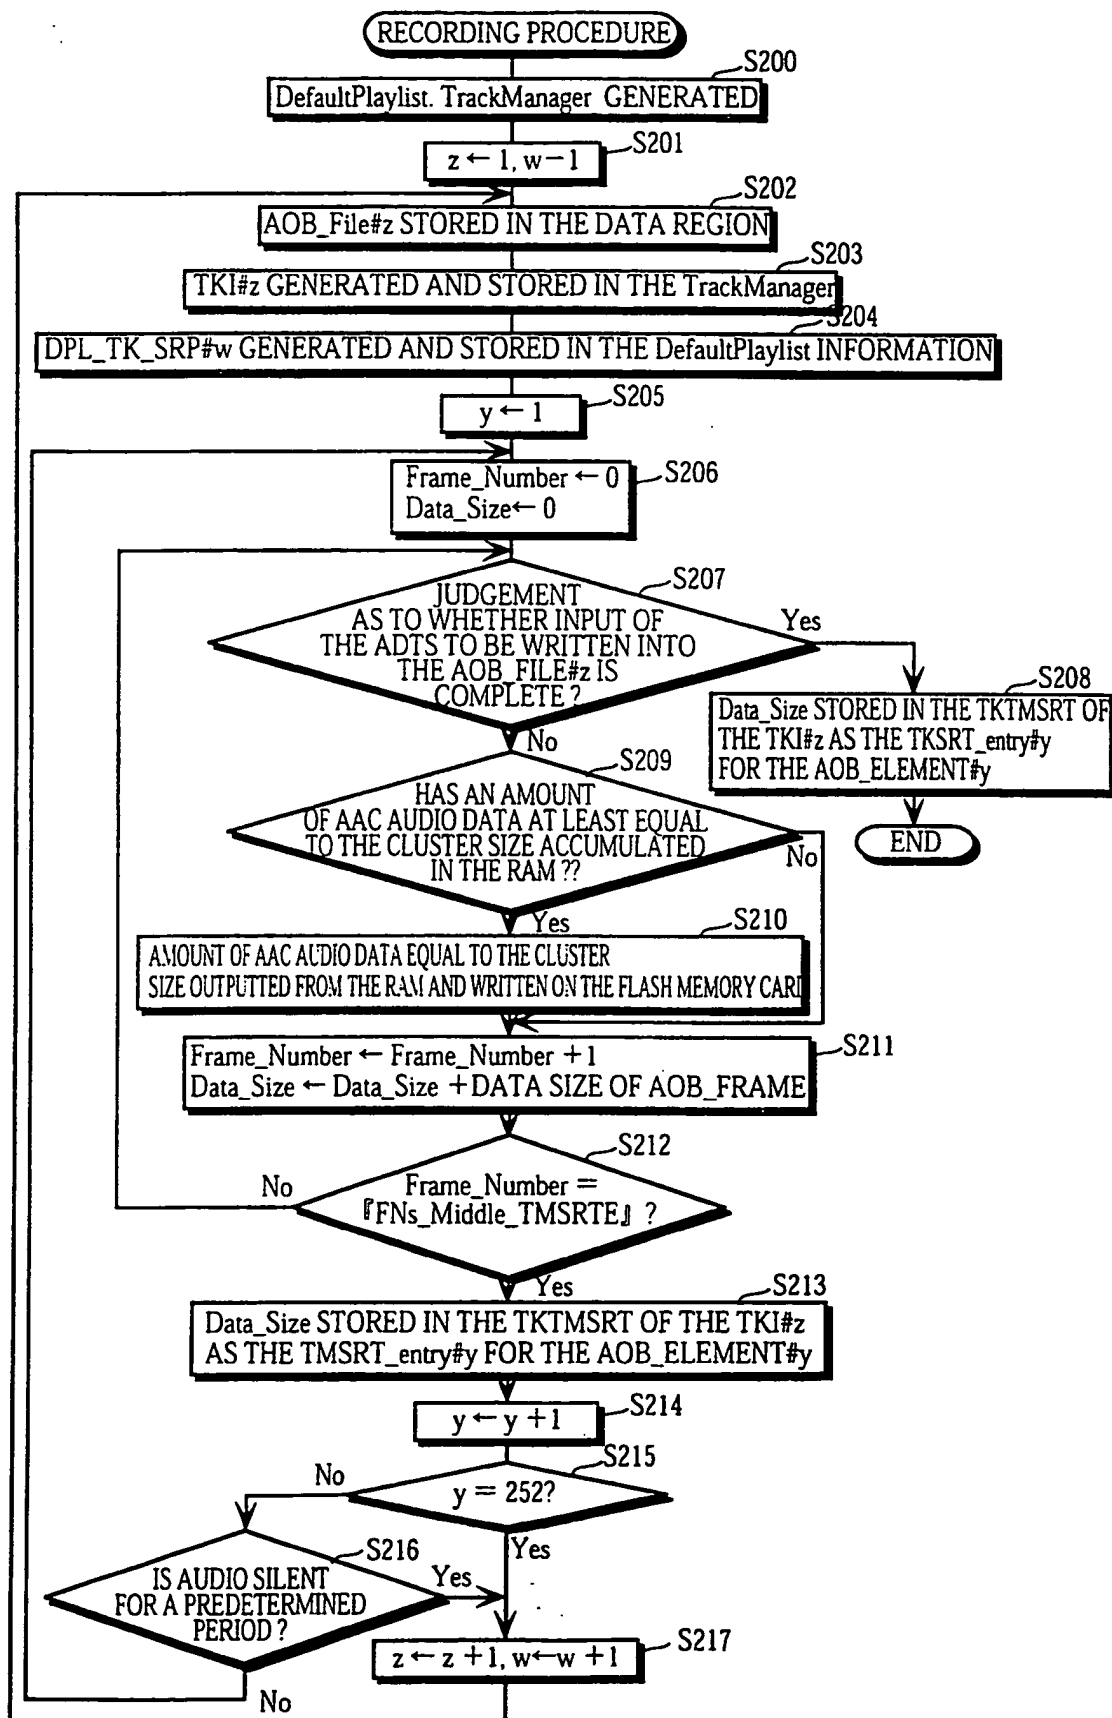 RECORDING PROCEDURE
S200
DefaultPlaylist. TrackManager GENERATED
S201
z ← 1, w−1
S202
AOB_File#z STORED IN THE DATA REGION
S203
TKI#z GENERATED AND STORED IN THE TrackManager
S204
DPL_TK_SRP#w GENERATED AND STORED IN THE DefaultPlaylist INFORMATION
S205
y ← 1
S206
Frame_Number ← 0
Data_Size← 0
S207
JUDGEMENT
AS TO WHETHER INPUT OF
THE ADTS TO BE WRITTEN INTO
THE AOB_FILE#z IS
COMPLETE ?
Yes
No
S208
Data_Size STORED IN THE TKTMSRT OF
THE TKI#z AS THE TKSRT_entry#y
FOR THE AOB_ELEMENT#y
END
S209
HAS AN AMOUNT
OF AAC AUDIO DATA AT LEAST EQUAL
TO THE CLUSTER SIZE ACCUMULATED
IN THE RAM ??
No
Yes
S210
AMOUNT OF AAC AUDIO DATA EQUAL TO THE CLUSTER
SIZE OUTPUTTED FROM THE RAM AND WRITTEN ON THE FLASH MEMORY CARD
S211
Frame_Number ← Frame_Number +1
Data_Size ← Data_Size +DATA SIZE OF AOB_FRAME
S212
Frame_Number =
『FNs_Middle_TMSRTE』 ?
No
Yes
S213
Data_Size STORED IN THE TKTMSRT OF THE TKI#z
AS THE TMSRT_entry#y FOR THE AOB_ELEMENT#y
S214
y ← y +1
S215
y = 252?
No
Yes
S216
IS AUDIO SILENT
FOR A PREDETERMINED
PERIOD ?
Yes
No
S217
z ← z +1, w←w +1